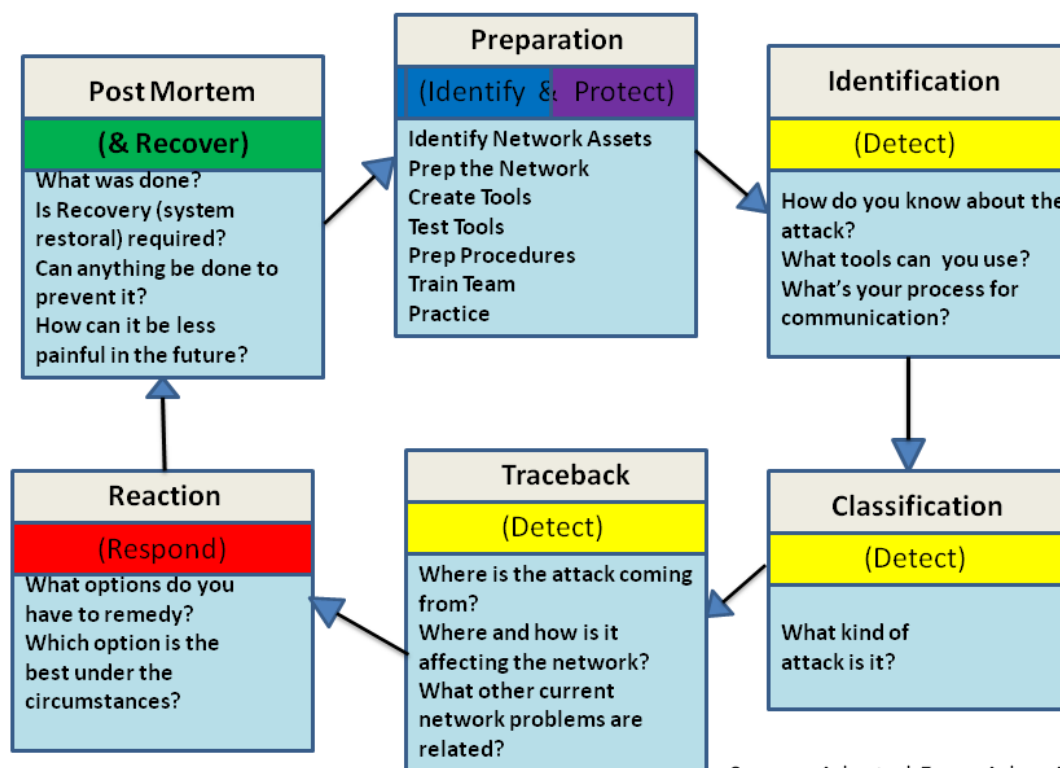 Preparation
(Identify & Protect)
Identify Network Assets
Prep the Network
Create Tools
Test Tools
Prep Procedures
Train Team
Practice
Identification
(Detect)
How do you know about the
attack?
What tools can you use?
What's your process for
communication?
Classification
(Detect)
What kind of
attack is it?
Traceback
(Detect)
Where is the attack coming
from?
Where and how is it
affecting the network?
What other current
network problems are
related?
Reaction
(Respond)
What options do you
have to remedy?
Which option is the
best under the
circumstances?
Post Mortem
(& Recover)
What was done?
Is Recovery (system
restoral) required?
Can anything be done to
prevent it?
How can it be less
painful in the future?